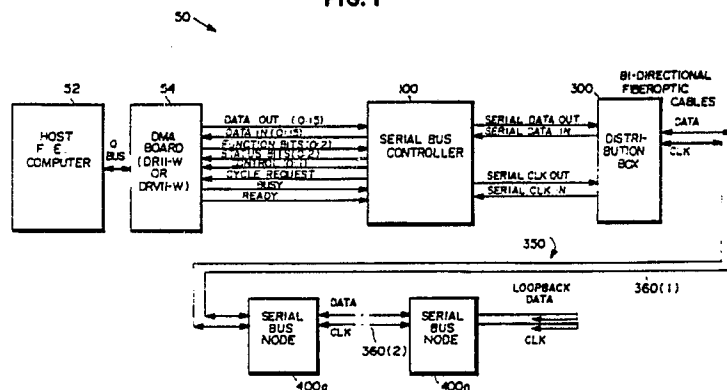 FIG. 1
50
52
54
100
300
BI-DIRECTIONAL
FIBEROPTIC
CABLES
HOST
F. E.
COMPUTER
Q
BUS
DMA
BOARD
(DR11-W
OR
DRV11-W)
DATA OUT (0:15)
DATA IN (0:15)
FUNCTION BITS (0:2)
STATUS BITS (0:2)
CONTROL (0:1)
CYCLE REQUEST
BUSY
READY
SERIAL BUS
CONTROLLER
SERIAL DATA OUT
SERIAL DATA IN
SERIAL CLK OUT
SERIAL CLK IN
DISTRI-
BUTION
BOX
DATA
CLK
350
360(1)
SERIAL
BUS
NODE
DATA
CLK
360(2)
SERIAL
BUS
NODE
LOOPBACK
DATA
CLK
400a
400n